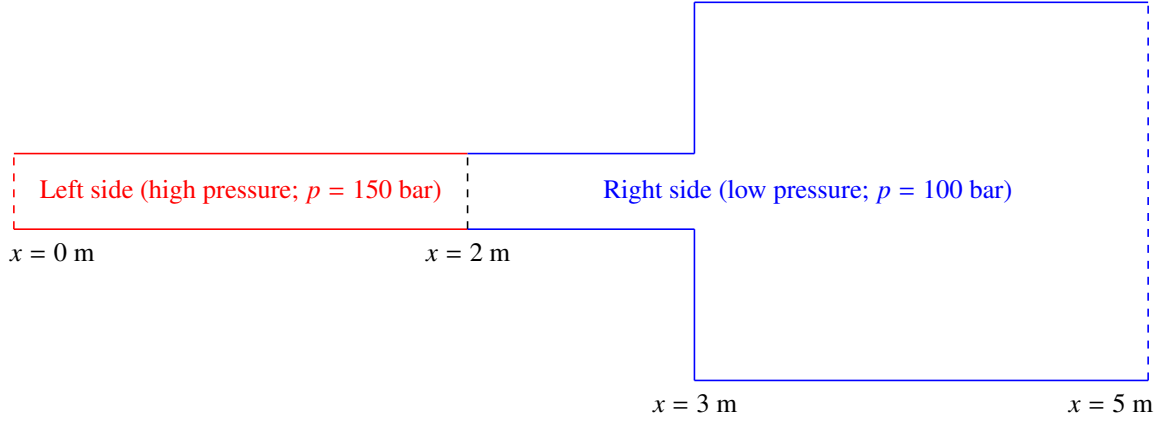 Left side (high pressure; p = 150 bar)
Right side (low pressure; p = 100 bar)
x = 0 m
x = 2 m
x = 3 m
x = 5 m